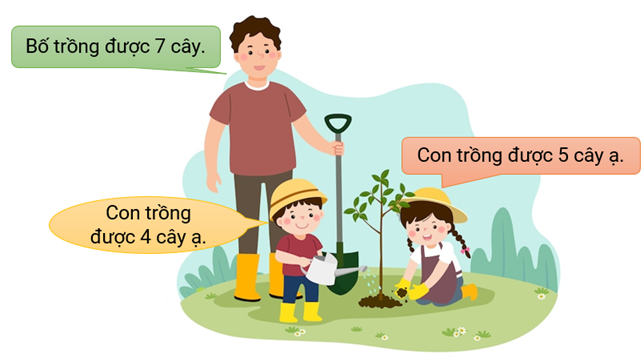 Bố trồng được 7 cây.
Con trồng được 5 cây ạ.
Con trồng
được 4 cây ạ.